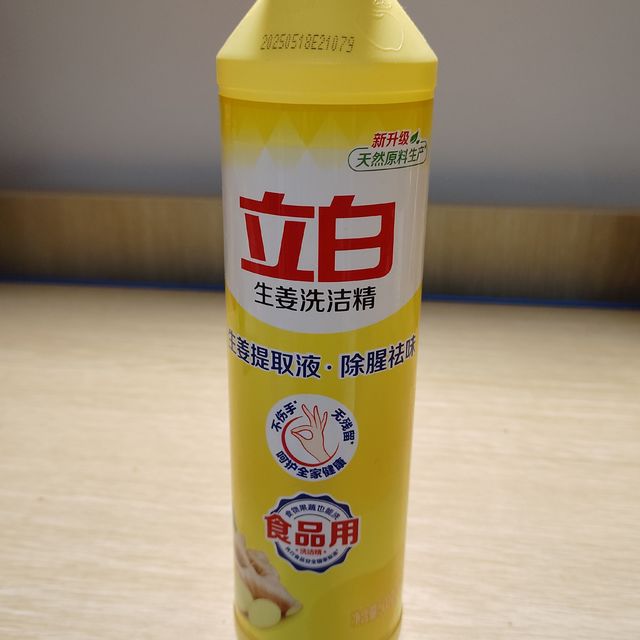 20250518E21079
新升级
天然原料生产
立白
生姜洗洁精
生姜提取液·除腥祛味
不伤手*
无残留*
呵护全家健康
食品用
洗洁精